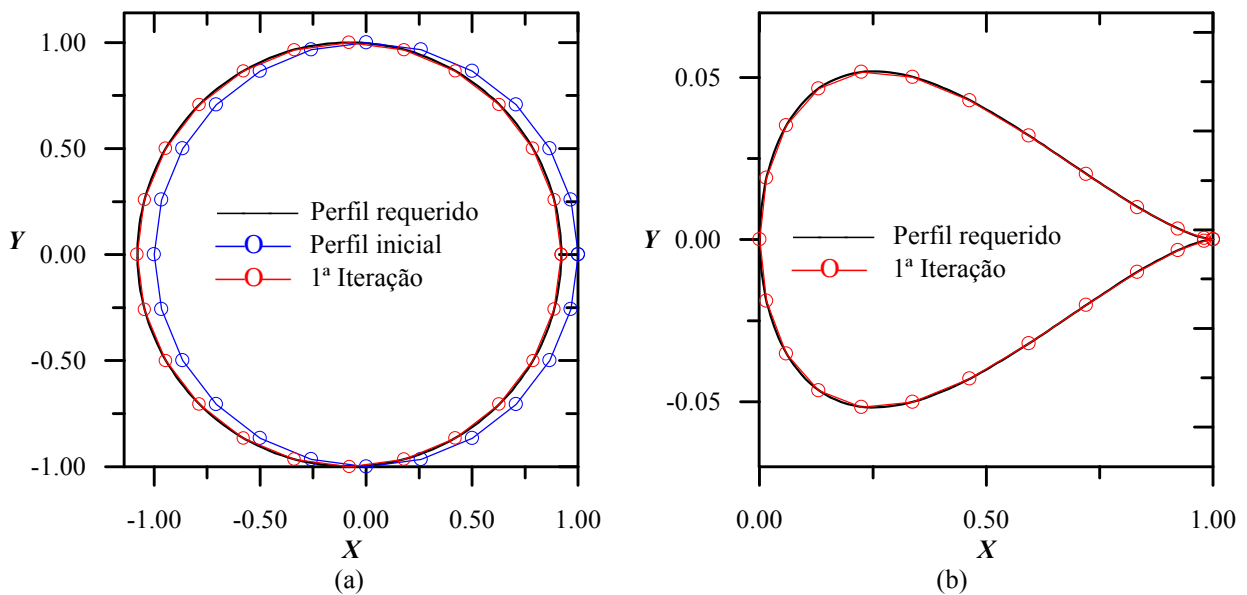 1.00
0.50
0.00
-0.50
-1.00
Y
Perfil requerido
Perfil inicial
1ª Iteração
-1.00 -0.50 0.00 0.50 1.00
X
(a)
0.05
0.00
-0.05
Y
Perfil requerido
1ª Iteração
0.00 0.50 1.00
X
(b)